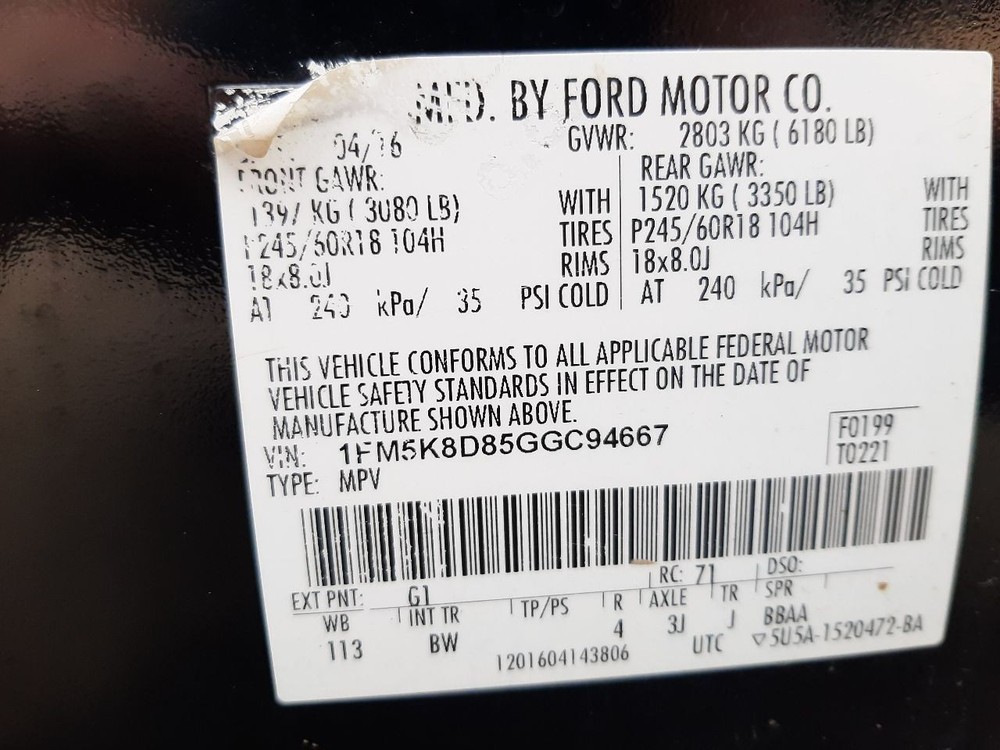 MFD. BY FORD MOTOR CO.
04/16 GVWR: 2803 KG ( 6180 LB)
FRONT GAWR: REAR GAWR:
1397 KG ( 3080 LB) WITH 1520 KG ( 3350 LB) WITH
P245/60R18 104H TIRES P245/60R18 104H TIRES
18x8.0J RIMS 18x8.0J RIMS
AT 240 kPa/ 35 PSI COLD AT 240 kPa/ 35 PSI COLD
THIS VEHICLE CONFORMS TO ALL APPLICABLE FEDERAL MOTOR
VEHICLE SAFETY STANDARDS IN EFFECT ON THE DATE OF
MANUFACTURE SHOWN ABOVE.
VIN: 1FM5K8D85GGC94667 F0199
TYPE: MPV T0221
EXT PNT: G1 RC: 71 DSO:
WB INT TR TP/PS R AXLE TR SPR
113 BW 4 3J J BBAA
1201604143806 UTC ▽5U5A-1520472-BA